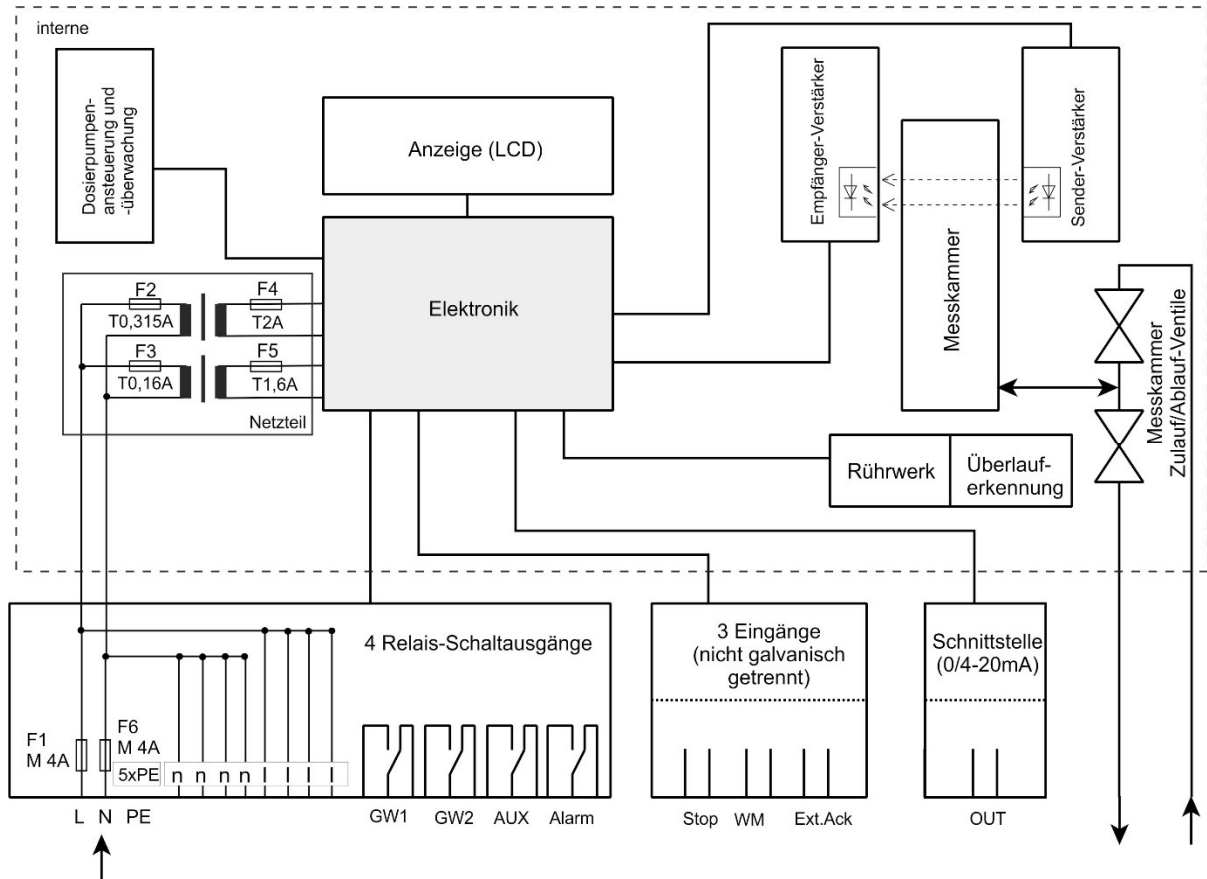 interne
Dosierpumpen-
ansteuerung und
-überwachung
Anzeige (LCD)
Empfänger-Verstärker
Sender-Verstärker
Messkammer
Elektronik
F2
T0,315A
F4
T2A
F3
T0,16A
F5
T1,6A
Netzteil
Messkammer
Zulauf/Ablauf-Ventile
Rührwerk
Überlauf-
erkennung
4 Relais-Schaltausgänge
3 Eingänge
(nicht galvanisch
getrennt)
Schnittstelle
(0/4-20mA)
F1
M 4A
F6
M 4A
5xPE
n n n n l l l l
L N PE
GW1 GW2 AUX Alarm
Stop WM Ext.Ack
OUT